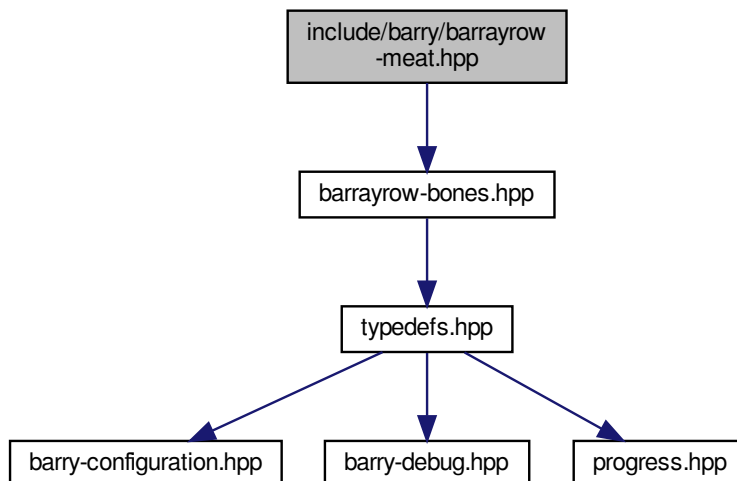 include/barry/barrayrow
-meat.hpp
barrayrow-bones.hpp
typedefs.hpp
barry-configuration.hpp
barry-debug.hpp
progress.hpp